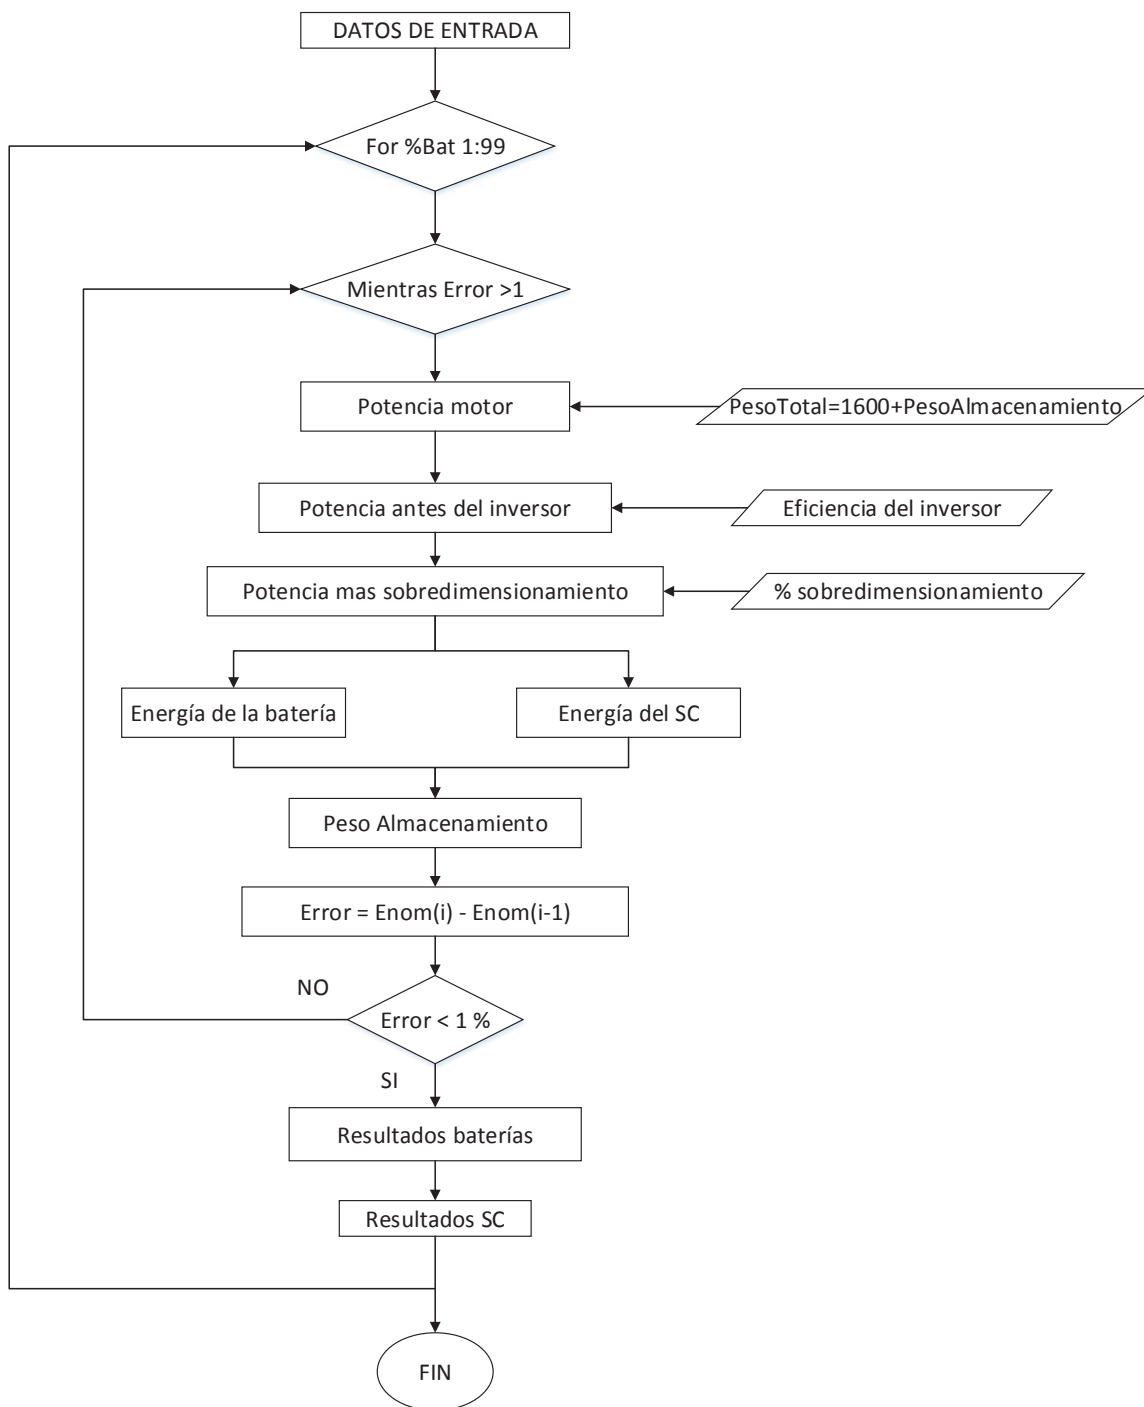 DATOS DE ENTRADA
For %Bat 1:99
Mientras Error >1
Potencia motor
PesoTotal=1600+PesoAlmacenamiento
Potencia antes del inversor
Eficiencia del inversor
Potencia mas sobredimensionamiento
% sobredimensionamiento
Energía de la batería
Energía del SC
Peso Almacenamiento
Error = Enom(i) - Enom(i-1)
NO
Error < 1 %
SI
Resultados baterías
Resultados SC
FIN